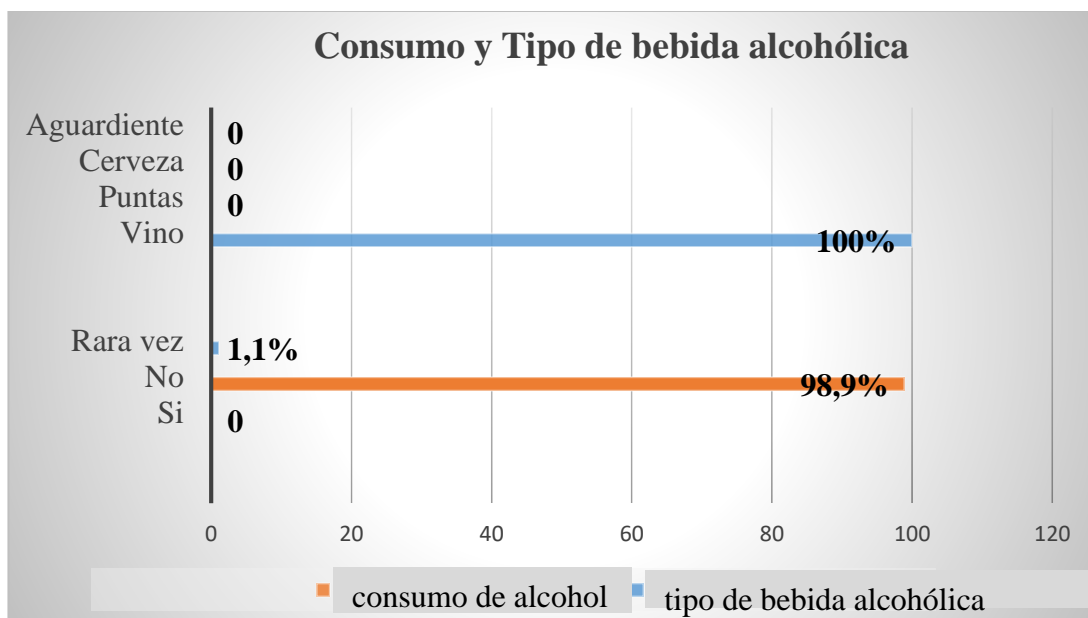 Consumo y Tipo de bebida alcohólica
Aguardiente 0
Cerveza 0
Puntas 0
Vino 100%
Rara vez 1,1%
No 98,9%
Si 0
0 20 40 60 80 100 120
consumo de alcohol tipo de bebida alcohólica